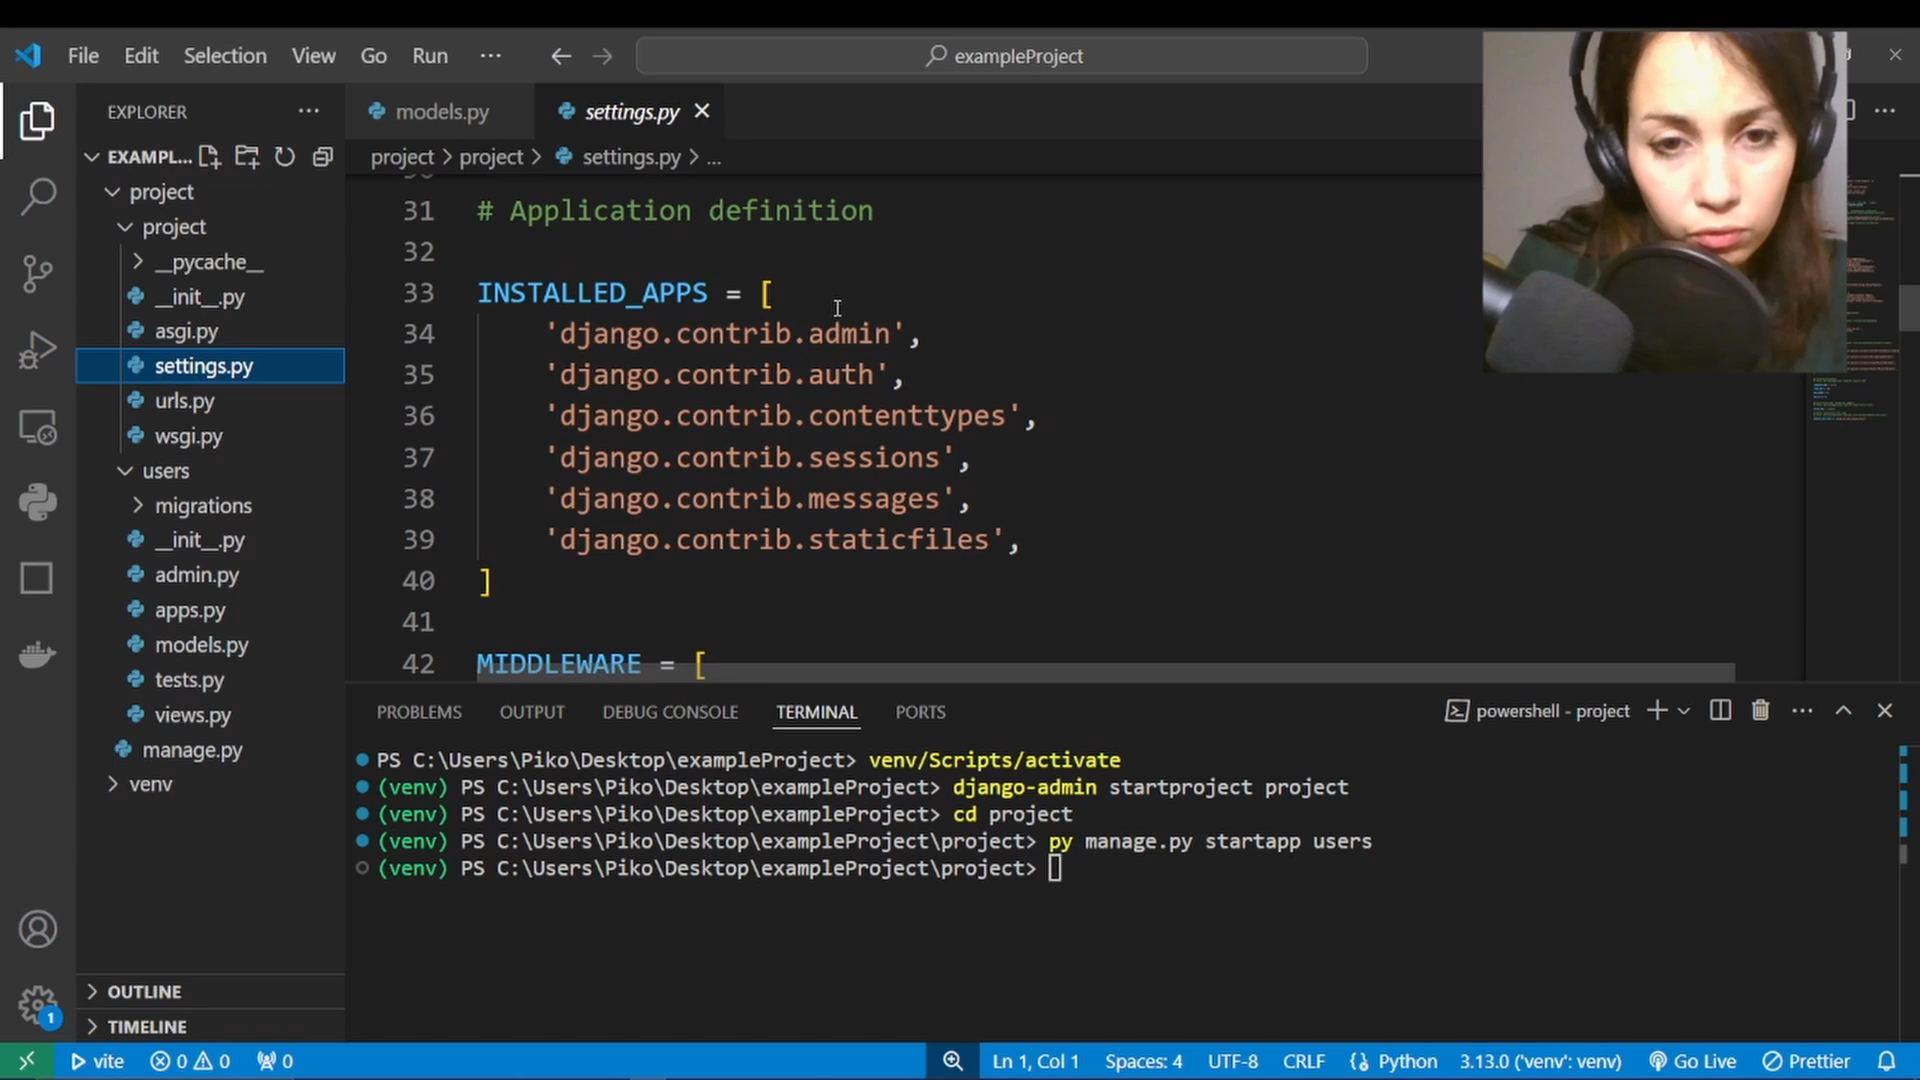 File Edit Selection View Go Run ··· exampleProject
EXPLORER ···
EXAMPL...
project
project
__pycache__
__init__.py
asgi.py
settings.py
urls.py
wsgi.py
users
migrations
__init__.py
admin.py
apps.py
models.py
tests.py
views.py
manage.py
venv
OUTLINE
TIMELINE
models.py settings.py
project > project > settings.py > ...
31 # Application definition
32
33 INSTALLED_APPS = [
34 'django.contrib.admin',
35 'django.contrib.auth',
36 'django.contrib.contenttypes',
37 'django.contrib.sessions',
38 'django.contrib.messages',
39 'django.contrib.staticfiles',
40 ]
41
42 MIDDLEWARE = [
PROBLEMS OUTPUT DEBUG CONSOLE TERMINAL PORTS powershell - project
PS C:\Users\Piko\Desktop\exampleProject> venv/Scripts/activate
(venv) PS C:\Users\Piko\Desktop\exampleProject> django-admin startproject project
(venv) PS C:\Users\Piko\Desktop\exampleProject> cd project
(venv) PS C:\Users\Piko\Desktop\exampleProject\project> py manage.py startapp users
(venv) PS C:\Users\Piko\Desktop\exampleProject\project>
1
vite 0 0 0 Ln 1, Col 1 Spaces: 4 UTF-8 CRLF Python 3.13.0 ('venv': venv) Go Live Prettier